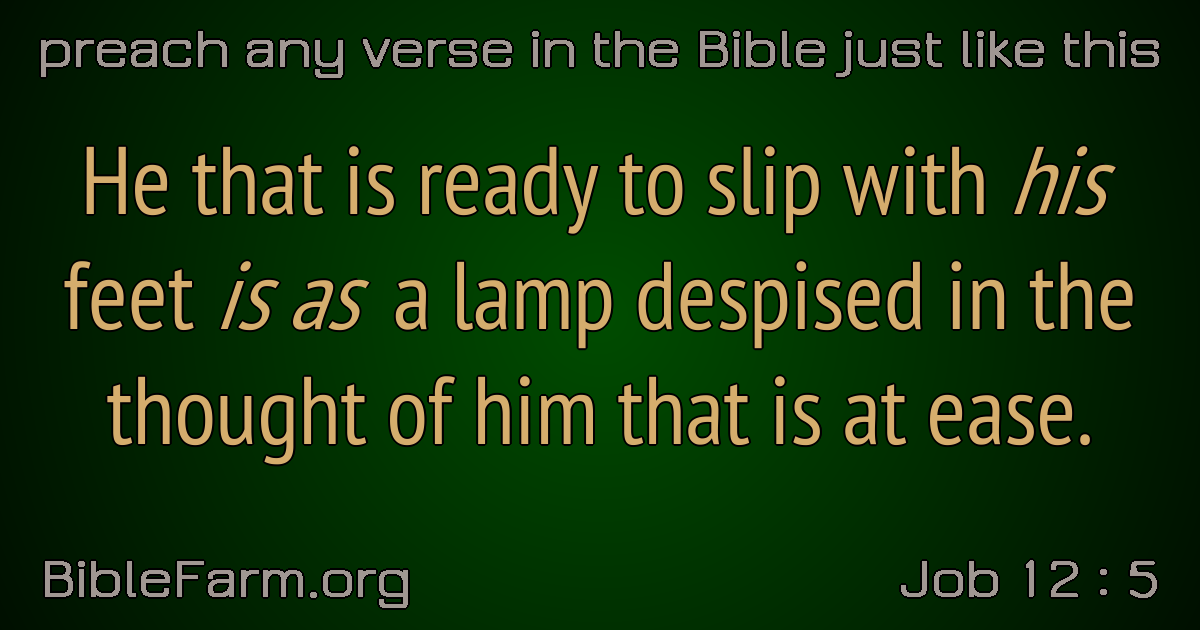 preach any verse in the Bible just like this
He that is ready to slip with his
feet is as a lamp despised in the
thought of him that is at ease.
BibleFarm.org
Job 12 : 5